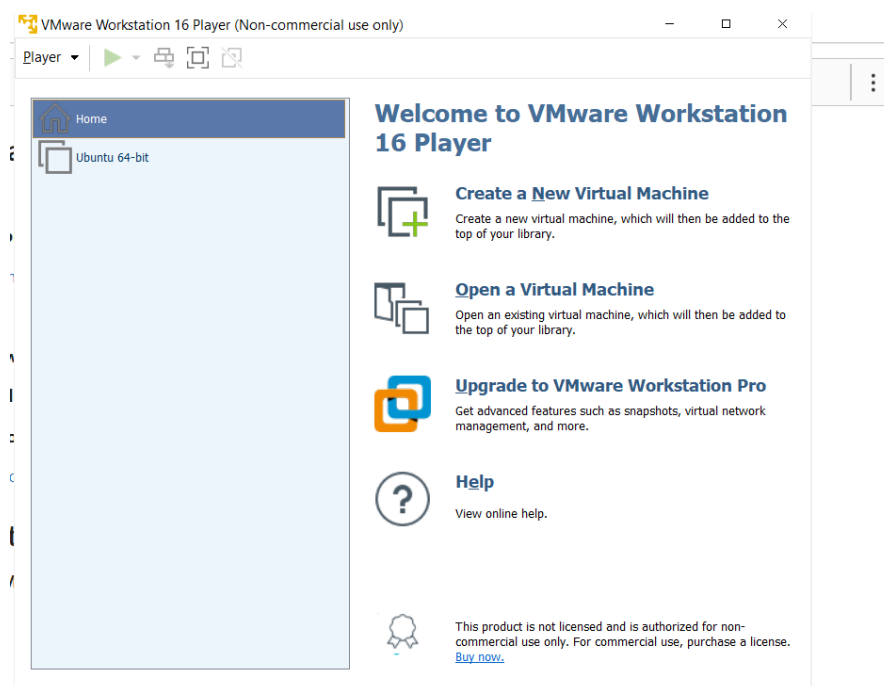 VMware Workstation 16 Player (Non-commercial use only)
Player
Home
Ubuntu 64-bit
Welcome to VMware Workstation
16 Player
Create a New Virtual Machine
Create a new virtual machine, which will then be added to the
top of your library.
Open a Virtual Machine
Open an existing virtual machine, which will then be added to
the top of your library.
Upgrade to VMware Workstation Pro
Get advanced features such as snapshots, virtual network
management, and more.
Help
View online help.
This product is not licensed and is authorized for non-
commercial use only. For commercial use, purchase a license.
Buy now.